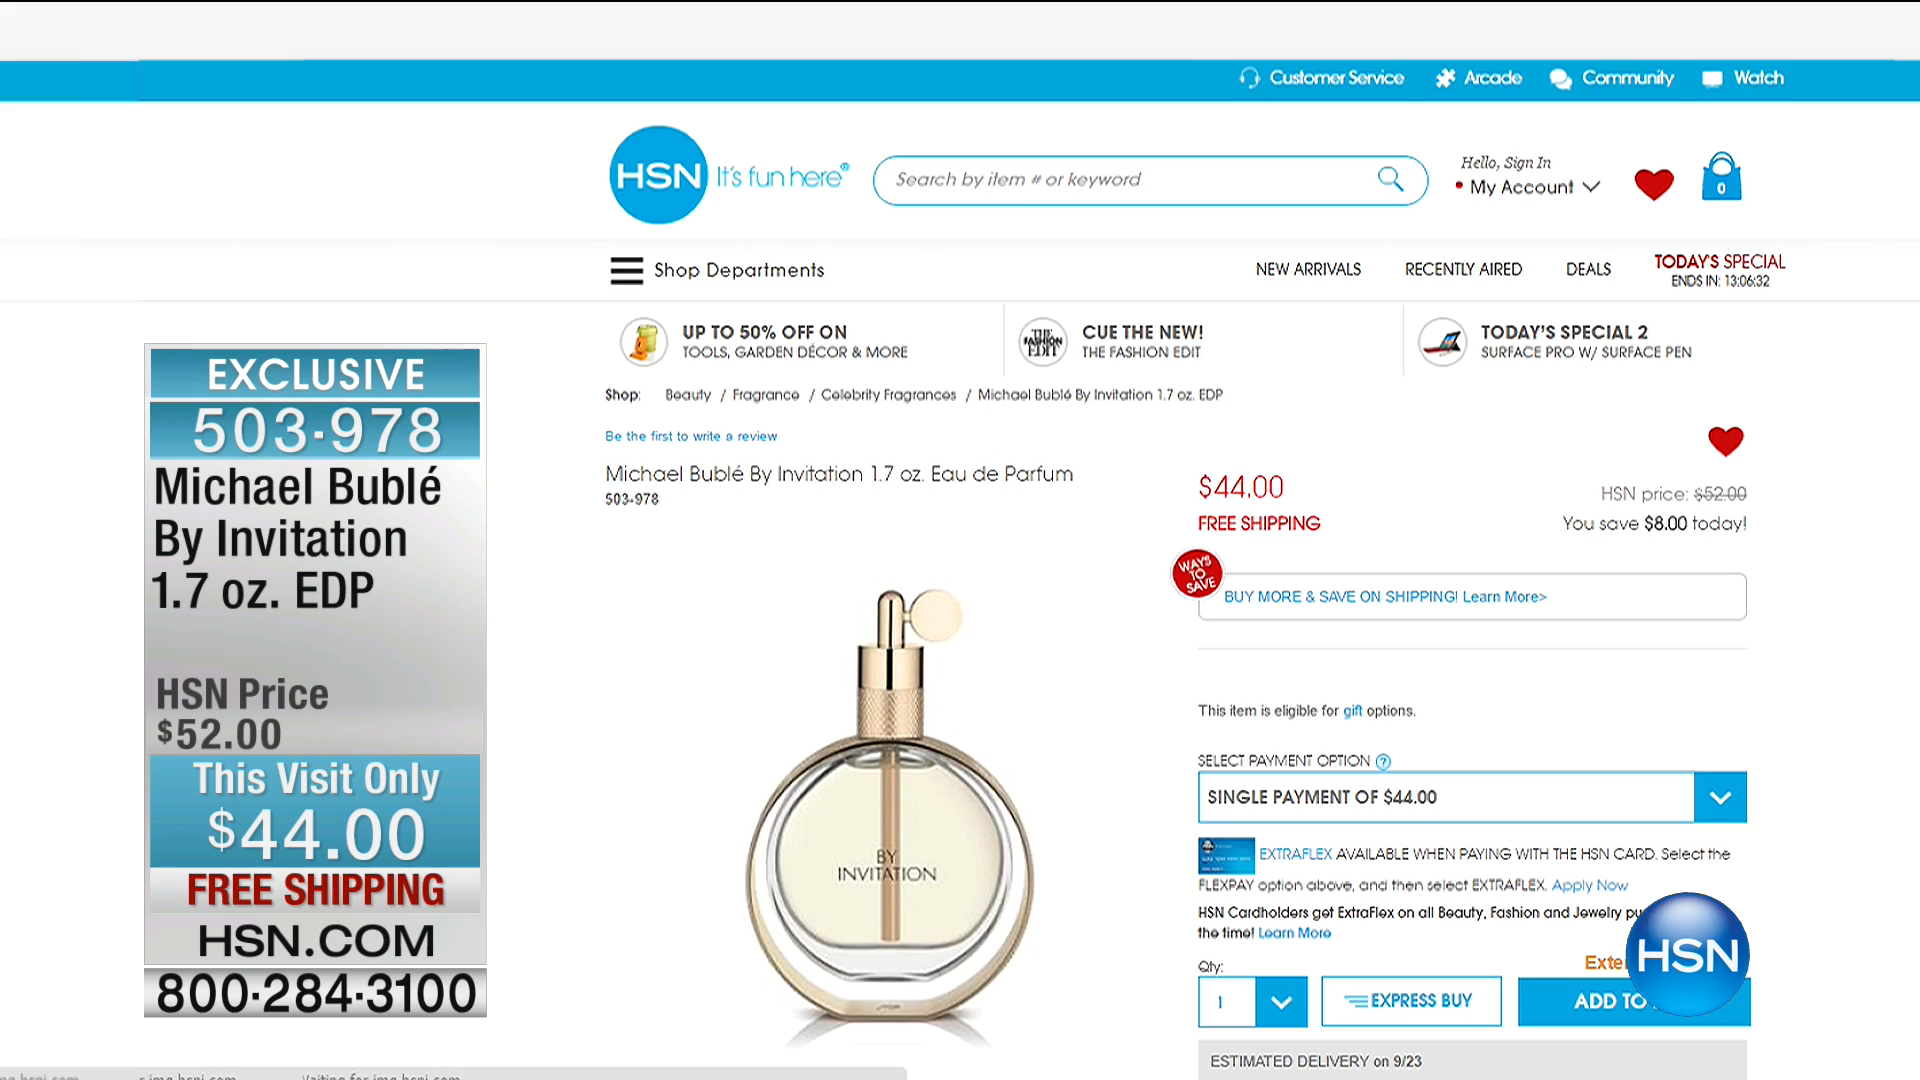 Customer Service
Arcade
Community
Watch
HSN It's fun here®
Search by item # or keyword
Hello, Sign In
My Account
0
Shop Departments
NEW ARRIVALS
RECENTLY AIRED
DEALS
TODAY'S SPECIAL
ENDS IN: 13:06:32
UP TO 50% OFF ON
TOOLS, GARDEN DÉCOR & MORE
THE FASHION EDIT
CUE THE NEW!
THE FASHION EDIT
TODAY'S SPECIAL 2
SURFACE PRO W/ SURFACE PEN
EXCLUSIVE
503·978
Michael Bublé
By Invitation
1.7 oz. EDP
HSN Price
$52.00
This Visit Only
$44.00
FREE SHIPPING
HSN.COM
800·284·3100
Shop: Beauty / Fragrance / Celebrity Fragrances / Michael Bublé By Invitation 1.7 oz. EDP
Be the first to write a review
Michael Bublé By Invitation 1.7 oz. Eau de Parfum
503-978
BY
INVITATION
$44.00
HSN price: $52.00
FREE SHIPPING
You save $8.00 today!
WAYS
TO
SAVE
BUY MORE & SAVE ON SHIPPING! Learn More>
This item is eligible for gift options.
SELECT PAYMENT OPTION ?
SINGLE PAYMENT OF $44.00
EXTRAFLEX AVAILABLE WHEN PAYING WITH THE HSN CARD. Select the
FLEXPAY option above, and then select EXTRAFLEX. Apply Now
HSN Cardholders get ExtraFlex on all Beauty, Fashion and Jewelry pu
the time! Learn More
Exte
HSN
Qty:
1
EXPRESS BUY
ADD TO
ESTIMATED DELIVERY on 9/23